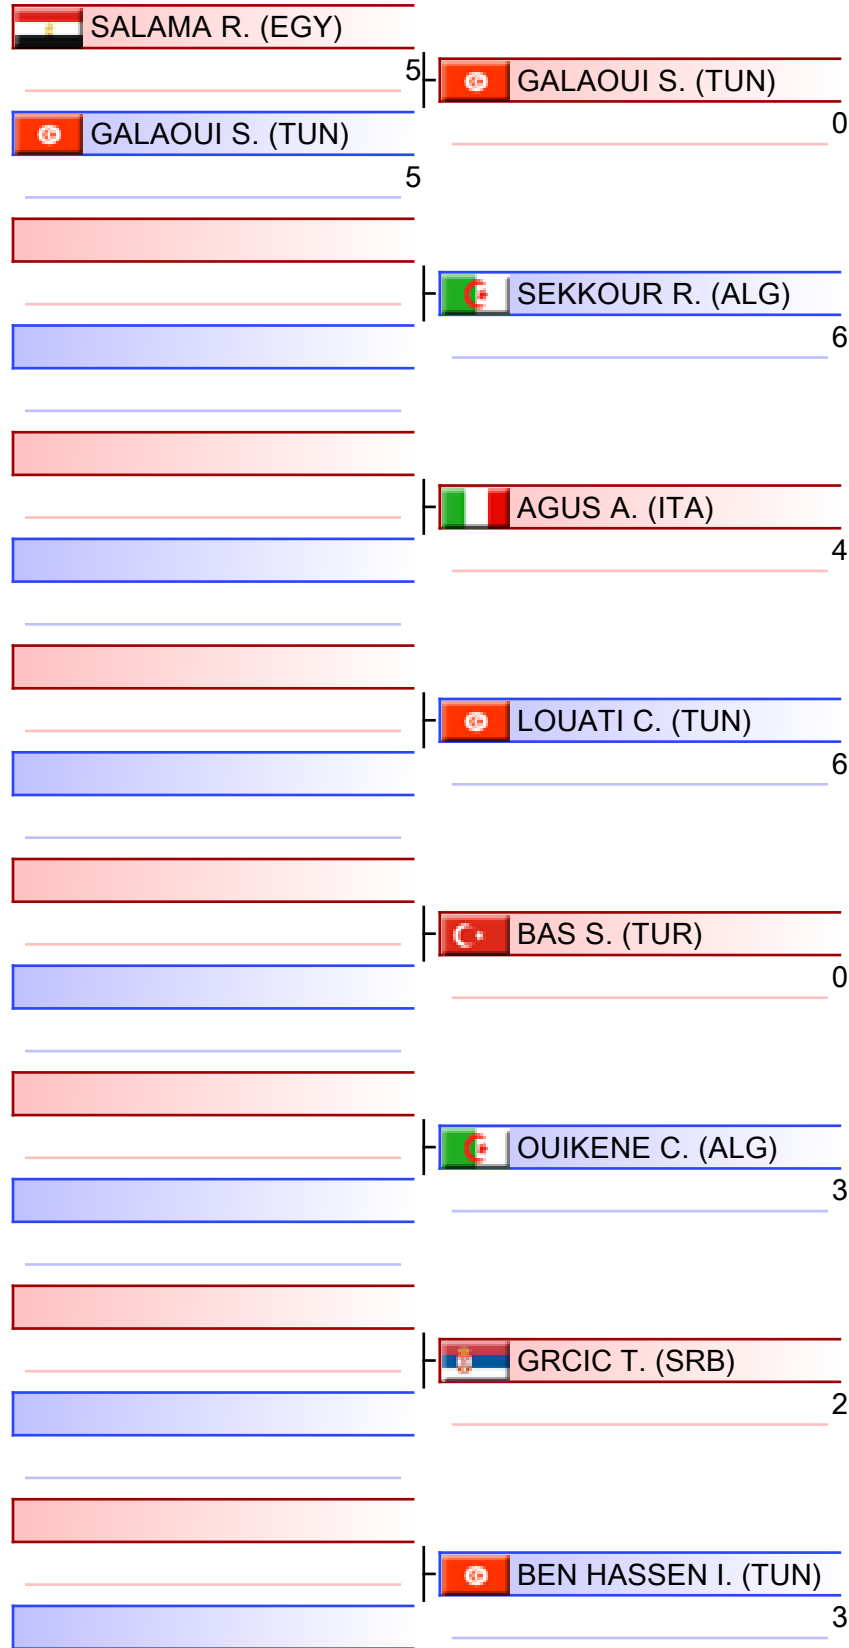 SALAMA R. (EGY)
5
GALAOUI S. (TUN)
5
GALAOUI S. (TUN)
0
SEKKOUR R. (ALG)
6
AGUS A. (ITA)
4
LOUATI C. (TUN)
6
BAS S. (TUR)
0
OUIKENE C. (ALG)
3
GRCIC T. (SRB)
2
BEN HASSEN I. (TUN)
3